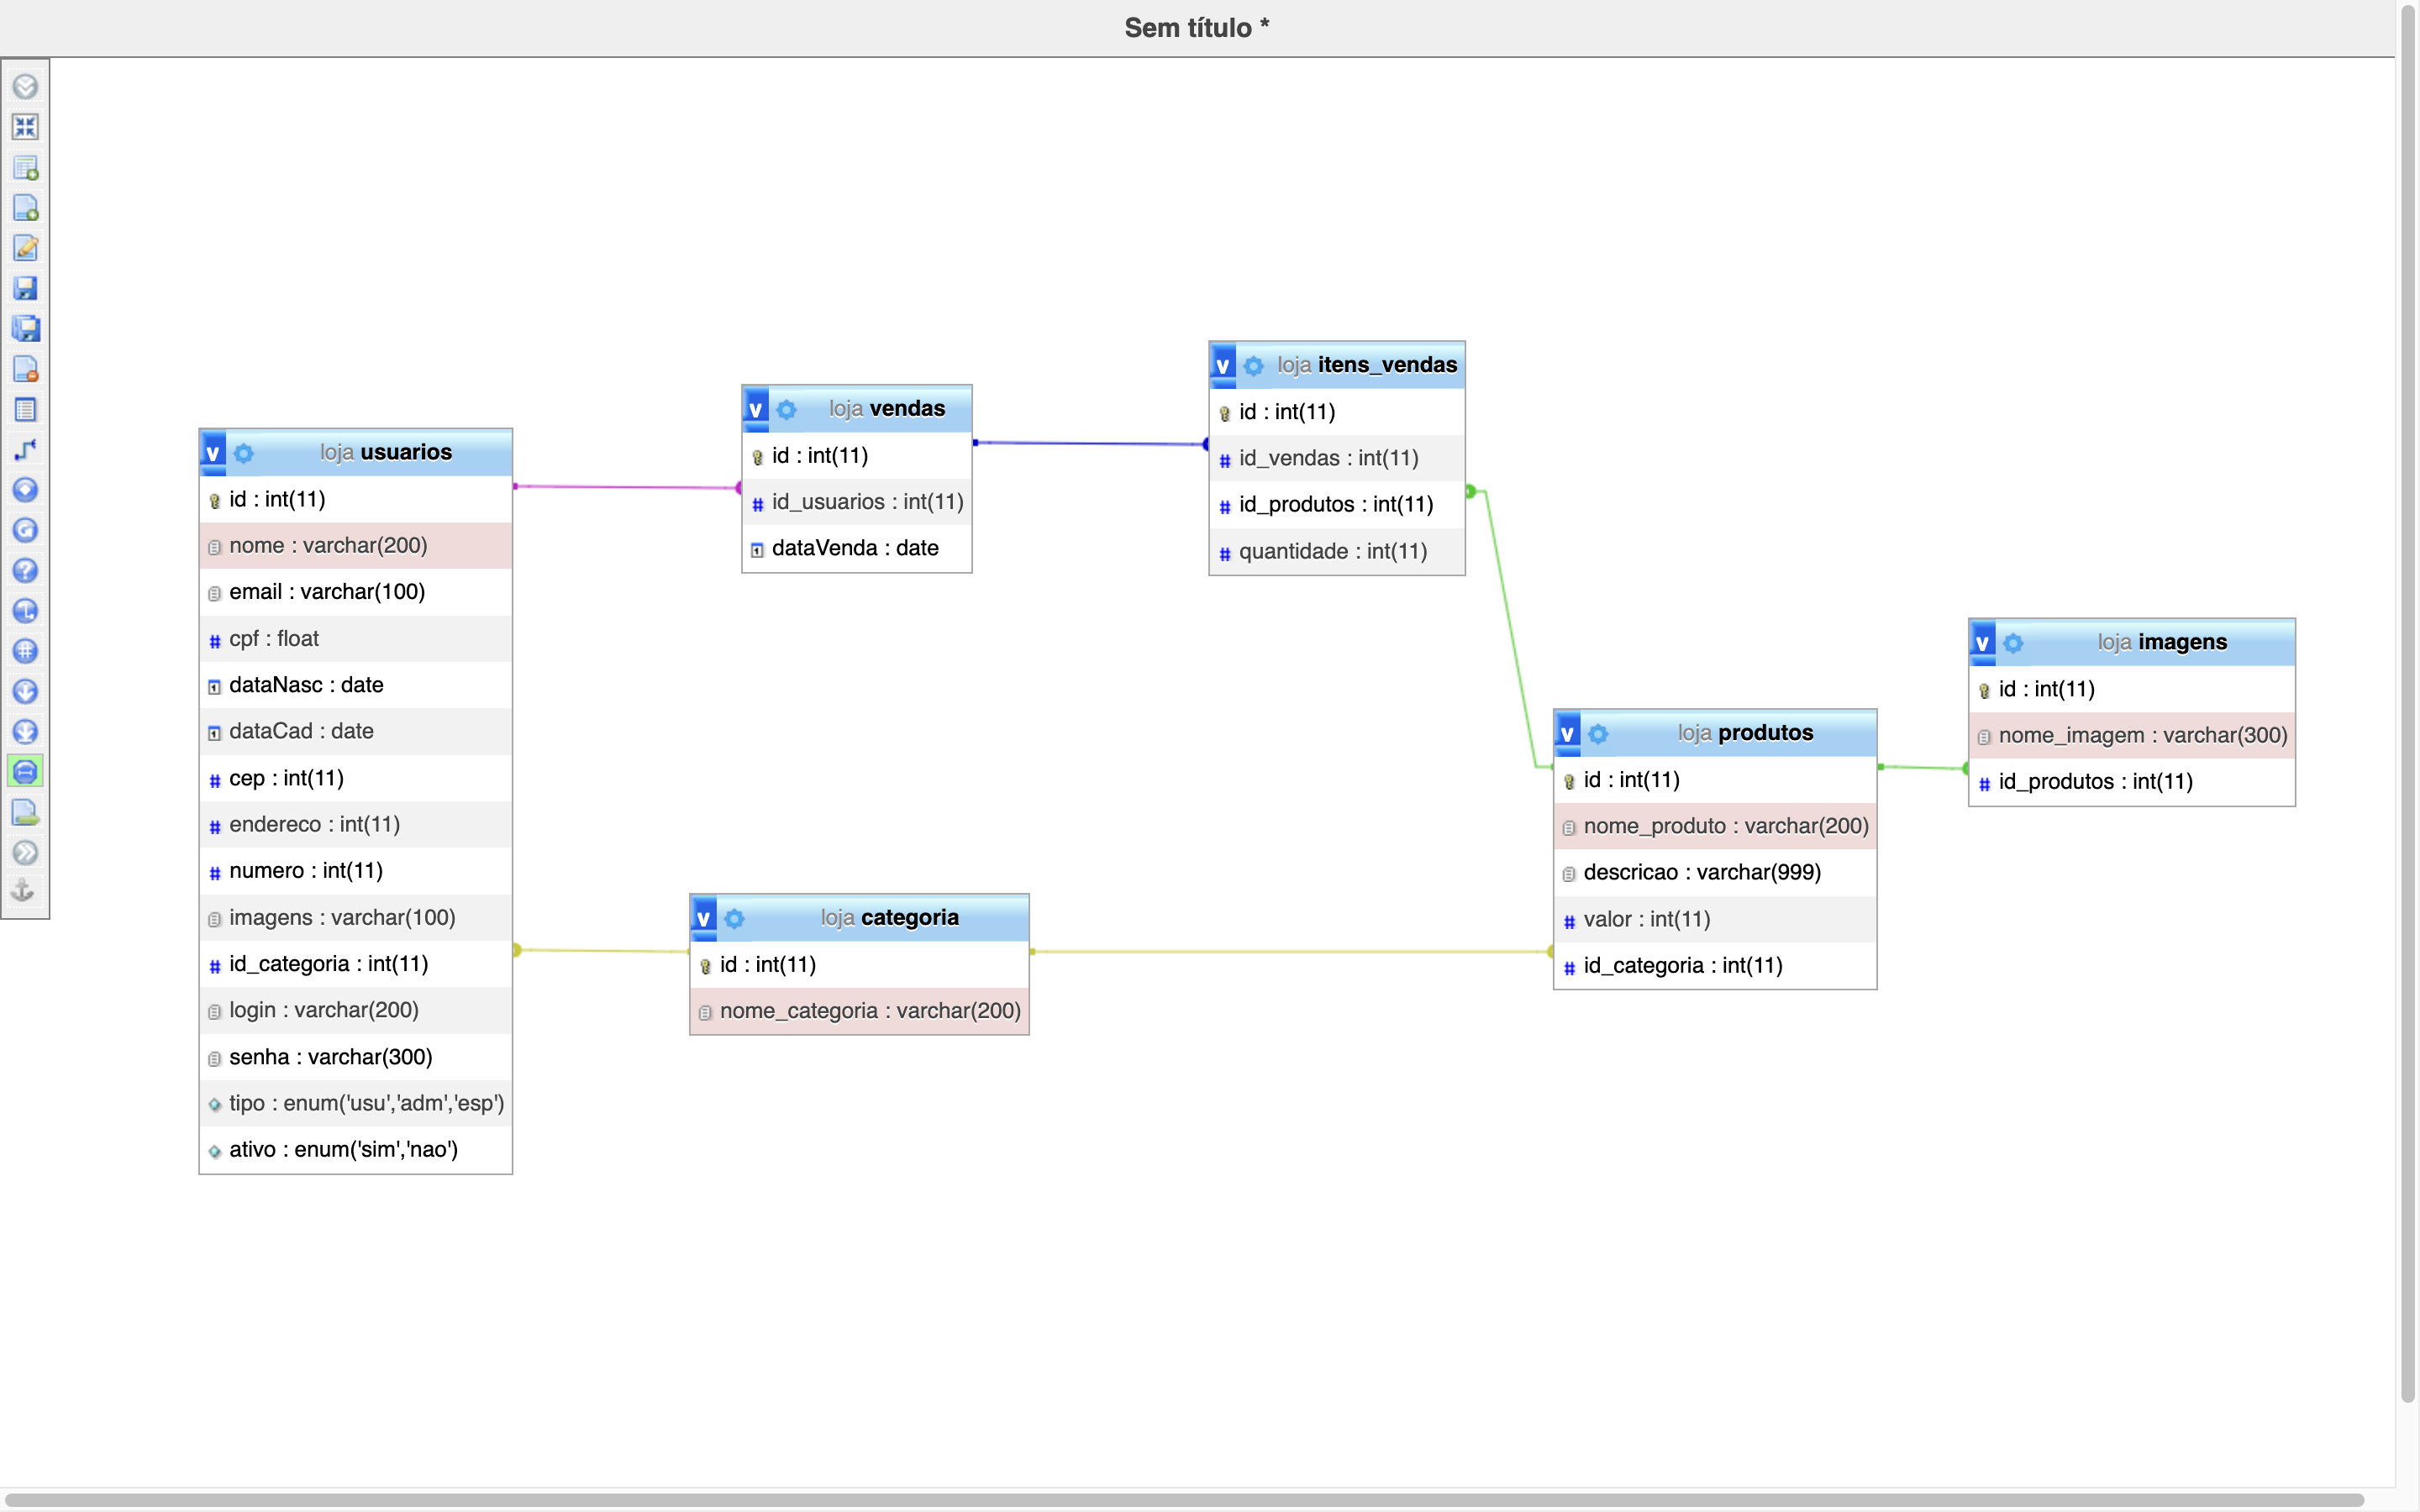 Sem título *
loja usuarios
id : int(11)
nome : varchar(200)
email : varchar(100)
cpf : float
dataNasc : date
dataCad : date
cep : int(11)
endereco : int(11)
numero : int(11)
imagens : varchar(100)
id_categoria : int(11)
login : varchar(200)
senha : varchar(300)
tipo : enum('usu','adm','esp')
ativo : enum('sim','nao')
v loja vendas
id : int(11)
id_usuarios : int(11)
dataVenda : date
v loja itens_vendas
id : int(11)
id_vendas : int(11)
id_produtos : int(11)
quantidade : int(11)
v loja categoria
id : int(11)
nome_categoria : varchar(200)
v loja produtos
id : int(11)
nome_produto : varchar(200)
descricao : varchar(999)
valor : int(11)
id_categoria : int(11)
v loja imagens
id : int(11)
nome_imagem : varchar(300)
id_produtos : int(11)